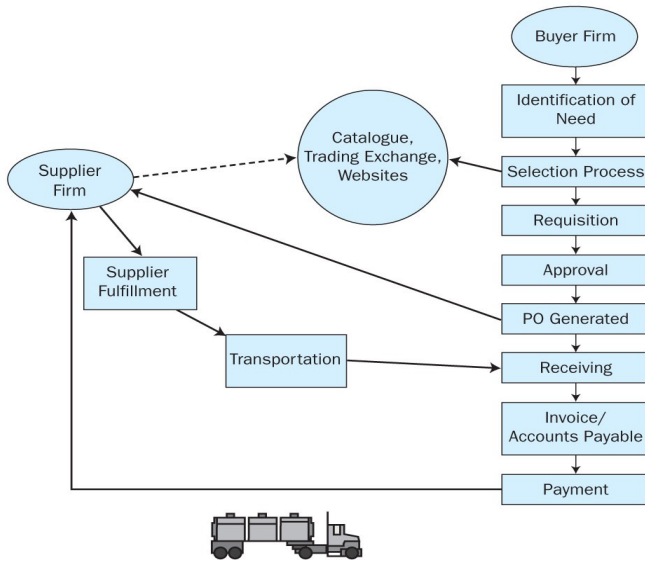 Buyer Firm
Identification of
Need
Catalogue,
Trading Exchange,
Websites
Supplier
Firm
Selection Process
Requisition
Supplier
Fulfillment
Approval
PO Generated
Transportation
Receiving
Invoice/
Accounts Payable
Payment